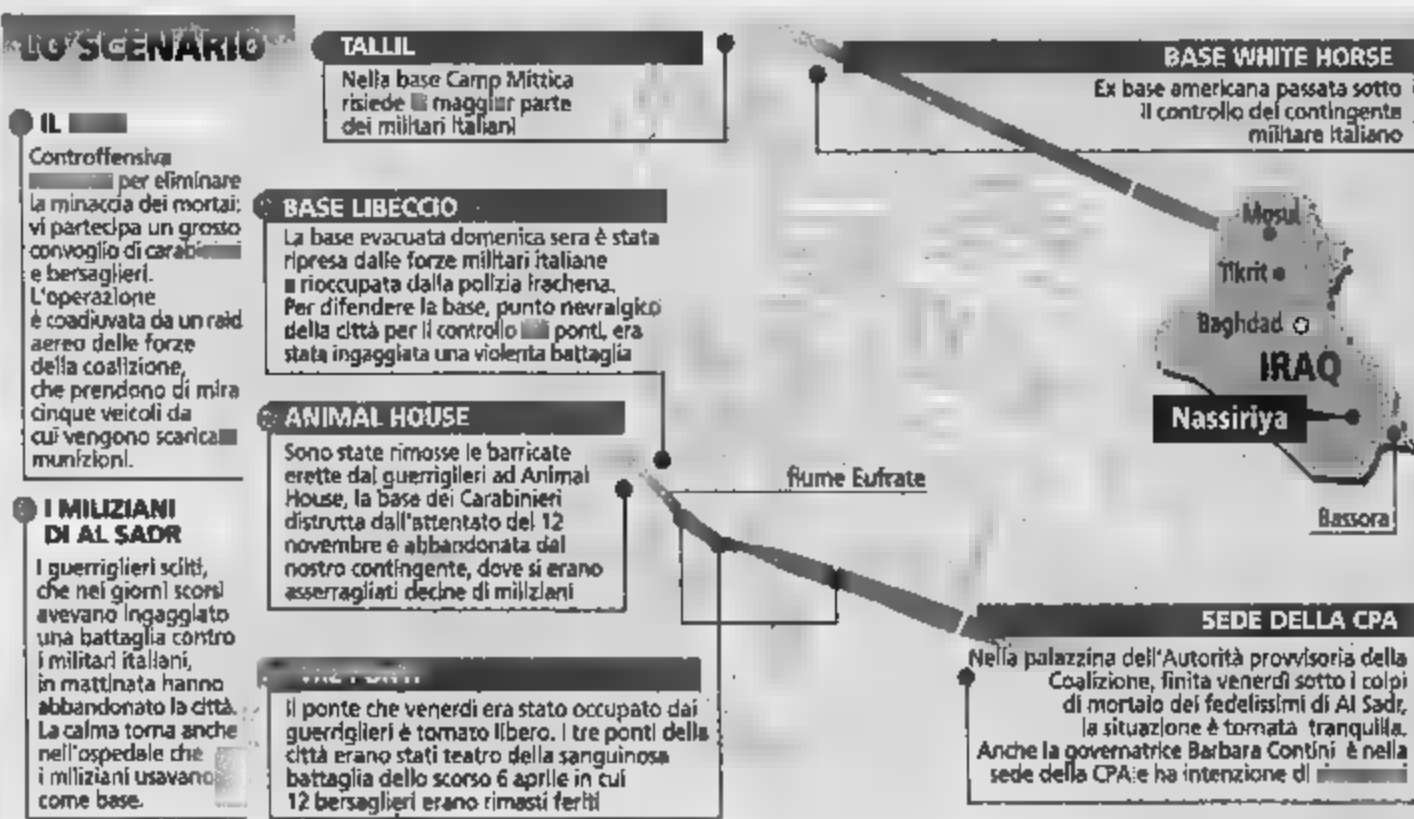 LO SCENARIO
IL
Controffensiva
per eliminare
la minaccia dei mortai:
vi partecipa un grosso
convoglio di
e bersaglieri.
L'operazione
è coadiuvata da un raid
aereo delle forze
della coalizione,
che prendono di mira
cinque veicoli da
cui vengono
munizioni.
I MILIZIANI
DI AL SADR
I guerriglieri sciiti,
che nei giorni scorsi
avevano ingaggiato
una battaglia contro
i militari italiani,
in mattinata hanno
abbandonato la città.
La calma torna anche
nell'ospedale che
i miliziani usavano
come base.
TALLIL
Nella base Camp Mittica
risiede maggior parte
dei militari italiani
BASE LIBECCIO
La base evacuata domenica sera è stata
ripresa dalle forze militari italiane
e rioccupata dalla polizia irachena.
Per difendere la base, punto nevralgico
della città per il controllo ponti, era
stata ingaggiata una violenta battaglia
ANIMAL HOUSE
Sono state rimosse le barricate
erette dai guerriglieri ad Animal
House, la base dei Carabinieri
distrutta dall'attentato del 12
novembre e abbandonata dal
nostro contingente, dove si erano
asserragliati decine di miliziani
Il ponte che venerdì era stato occupato dai
guerriglieri è tornato libero. I tre ponti della
città erano stati teatro della sanguinosa
battaglia dello scorso 6 aprile in cui
12 bersaglieri erano rimasti feriti
BASE WHITE HORSE
Ex base americana passata sotto
il controllo del contingente
militare italiano
Mosul
Tikrit
Baghdad
IRAQ
Nassiriya
Bassora
fiume Eufrate
SEDE DELLA CPA
Nella palazzina dell'Autorità provvisoria della
Coalizione, finita venerdì sotto i colpi
di mortaio dei fedelissimi di Al Sadr,
la situazione è tornata tranquilla.
Anche la governatrice Barbara Contini è nella
sede della CPA e ha intenzione di